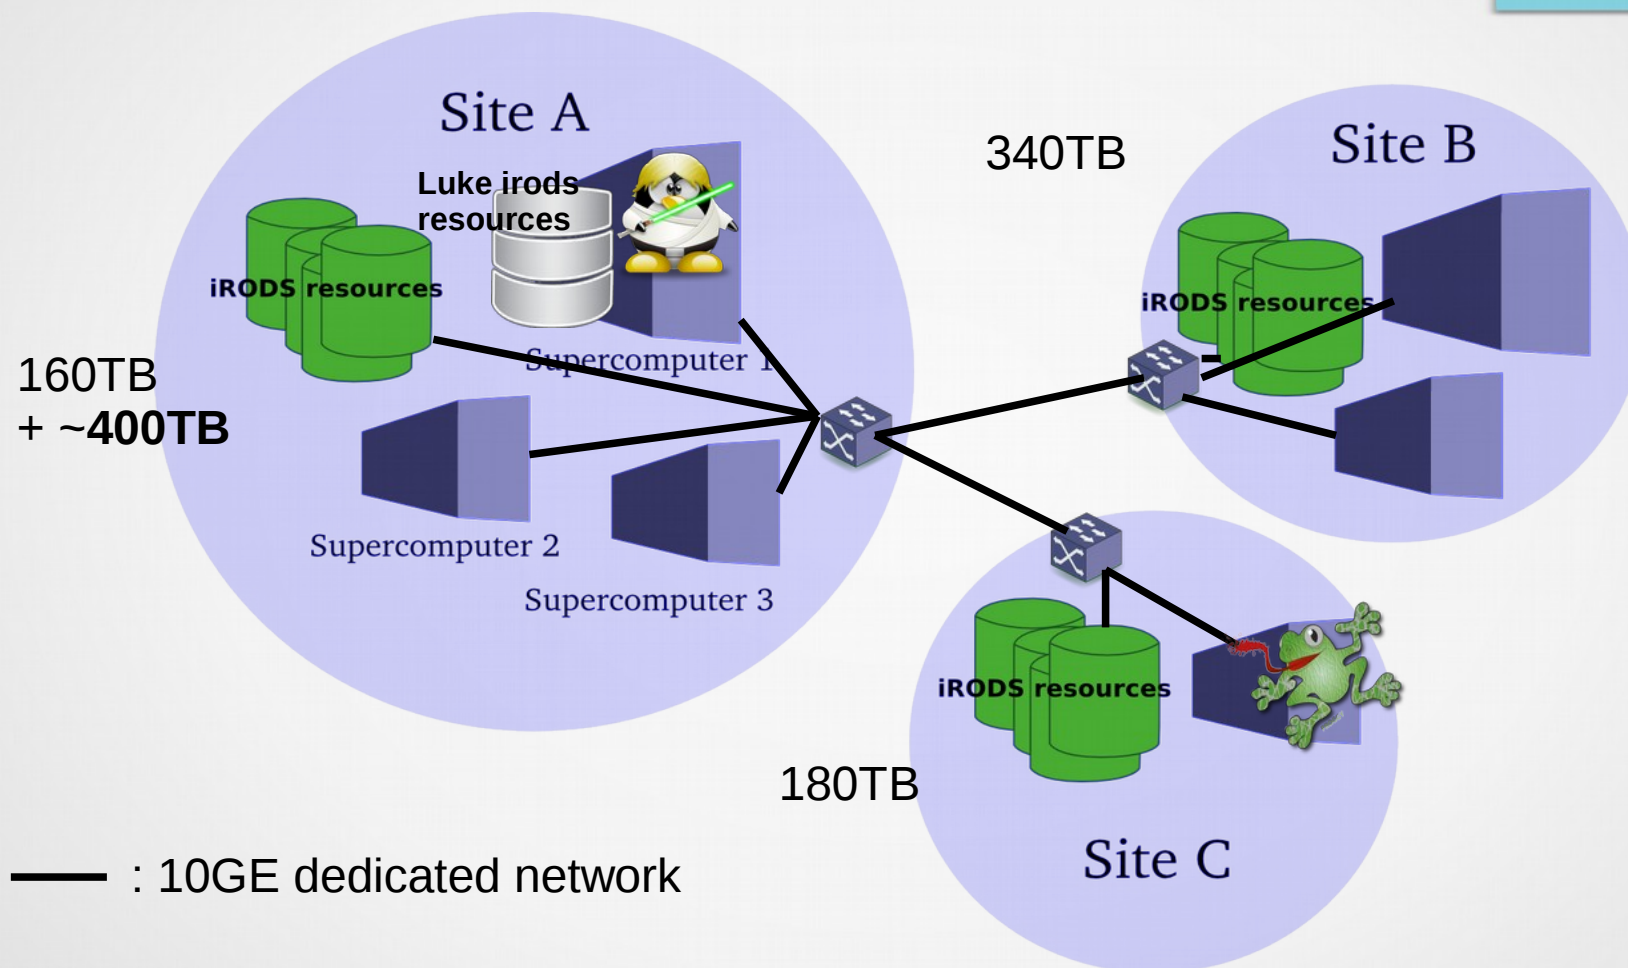 Site A
Luke irods
resources
iRODS resources
Supercomputer 1
160TB
+ ~400TB
Supercomputer 2
Supercomputer 3
340TB
Site B
iRODS resources
iRODS resources
180TB
Site C
: 10GE dedicated network